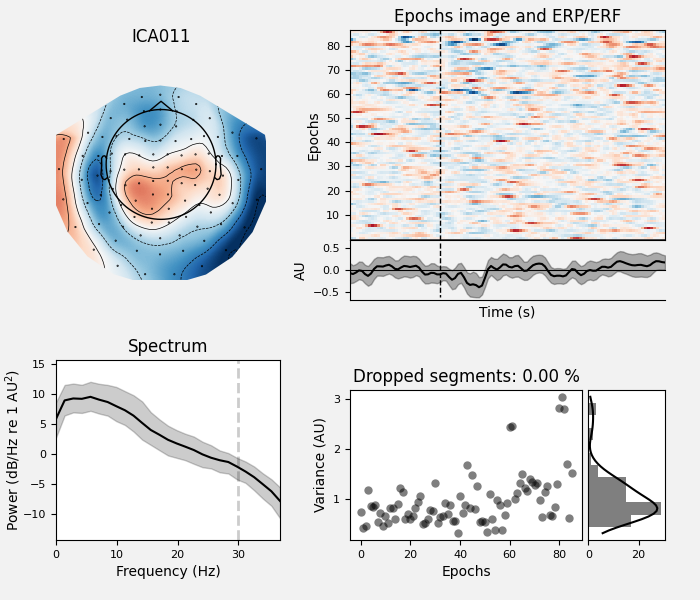 ICA011
Epochs image and ERP/ERF
Epochs
80
70
60
50
40
30
20
10
AU
0.5
0.0
−0.5
Time (s)
Spectrum
Power (dB/Hz re 1 AU²)
15
10
5
0
−5
−10
0 10 20 30
Frequency (Hz)
Dropped segments: 0.00 %
Variance (AU)
3
2
1
0 20 40 60 80
Epochs
0 20